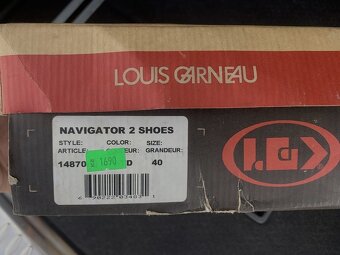 LOUIS GARNEAU
NAVIGATOR 2 SHOES
STYLE: COLOR: SIZE:
ARTICLE: GRANDEUR:
14870 1690 D 40